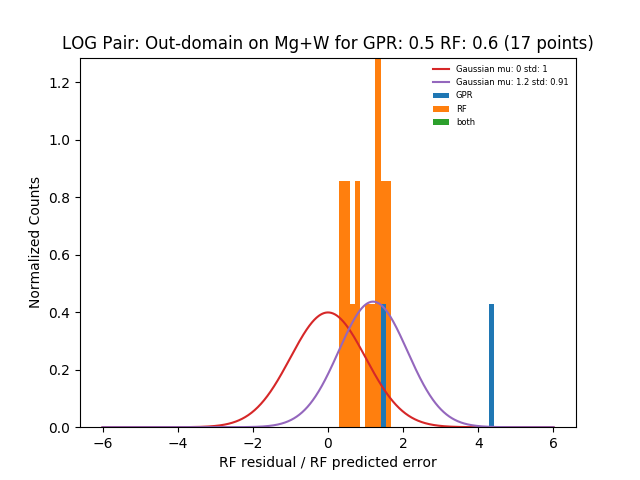 LOG Pair: Out-domain on Mg+W for GPR: 0.5 RF: 0.6 (17 points)
Gaussian mu: 0 std: 1
Gaussian mu: 1.2 std: 0.91
GPR
RF
both
Normalized Counts
1.2
1.0
0.8
0.6
0.4
0.2
0.0
−6 −4 −2 0 2 4 6
RF residual / RF predicted error